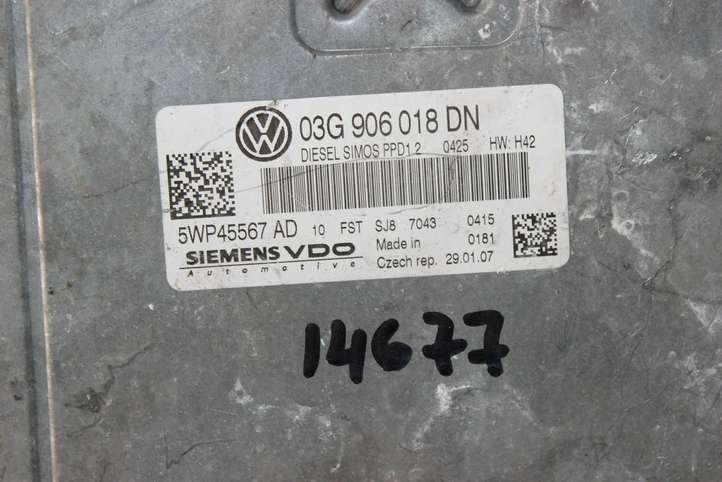 03G 906 018 DN
DIESEL SIMOS PPD1.2 0425 HW: H42
5WP45567 AD 10 FST SJ8 7043 0415
SIEMENS VDO Made in 0181
Automotive Czech rep. 29.01.07
14677